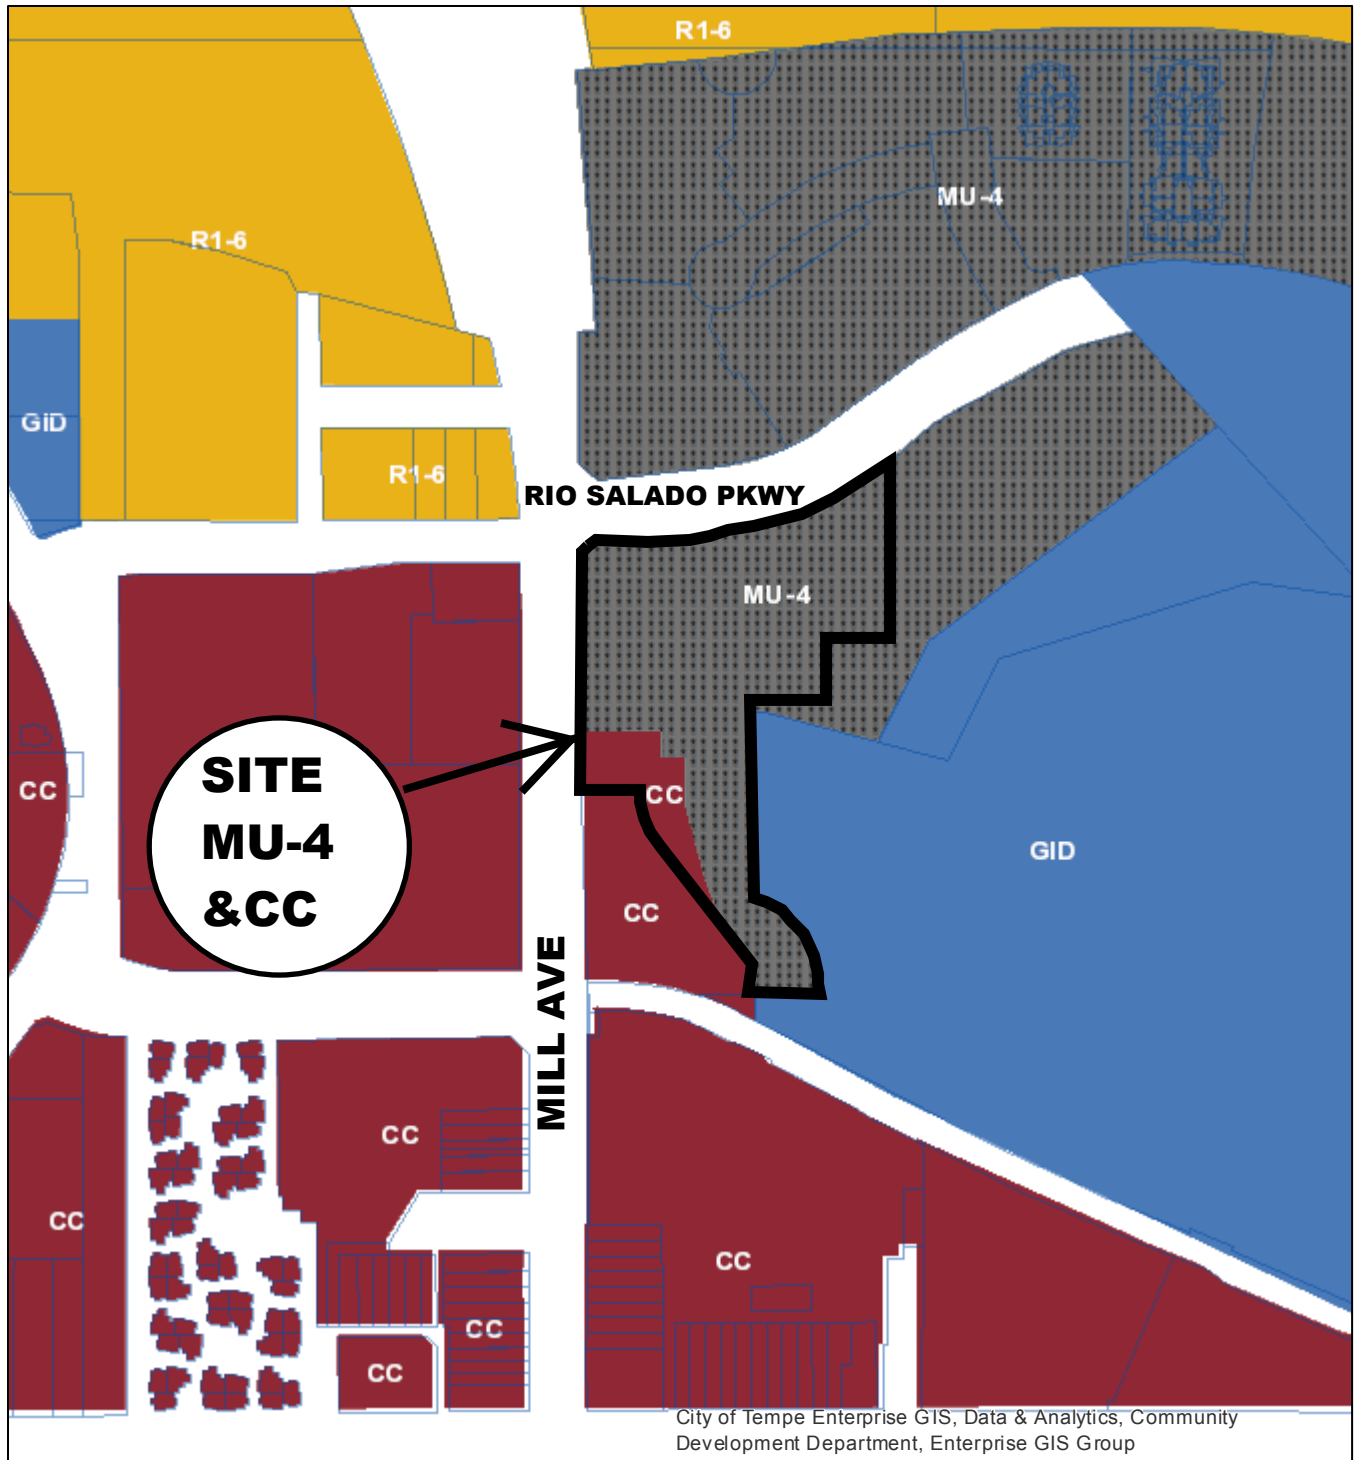 R1-6
MU-4
R1-6
GID
R1-6
RIO SALADO PKWY
MU-4
SITE
MU-4
&CC
CC
CC
GID
CC
MILL AVE
CC
CC
CC
CC
CC
City of Tempe Enterprise GIS, Data & Analytics, Community
Development Department, Enterprise GIS Group